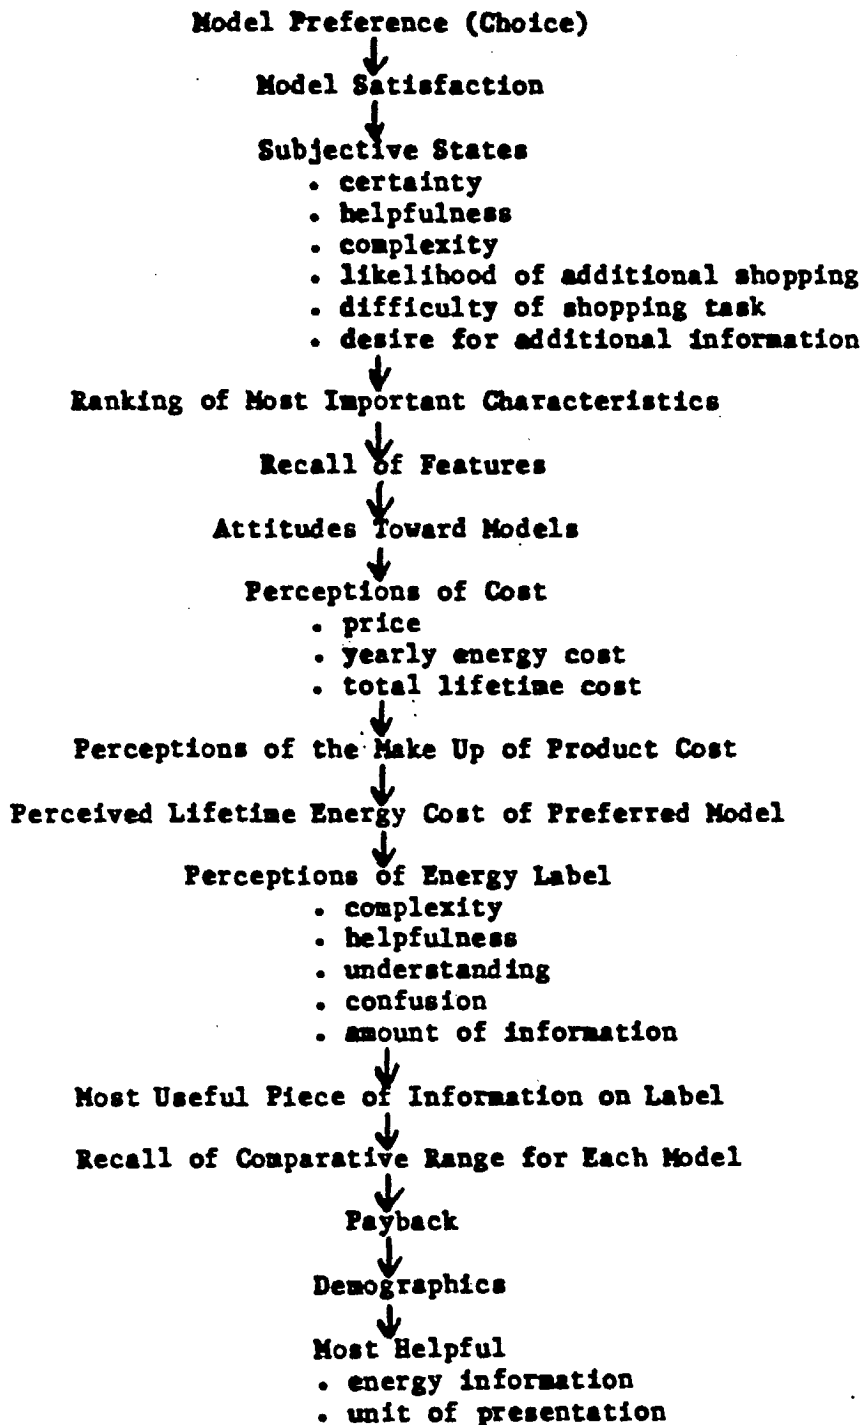 Model Preference (Choice)
Model Satisfaction
Subjective States
. certainty
. helpfulness
. complexity
. likelihood of additional shopping
. difficulty of shopping task
. desire for additional information
Ranking of Most Important Characteristics
Recall of Features
Attitudes Toward Models
Perceptions of Cost
. price
. yearly energy cost
. total lifetime cost
Perceptions of the Make Up of Product Cost
Perceived Lifetime Energy Cost of Preferred Model
Perceptions of Energy Label
. complexity
. helpfulness
. understanding
. confusion
. amount of information
Most Useful Piece of Information on Label
Recall of Comparative Range for Each Model
Payback
Demographics
Most Helpful
. energy information
. unit of presentation